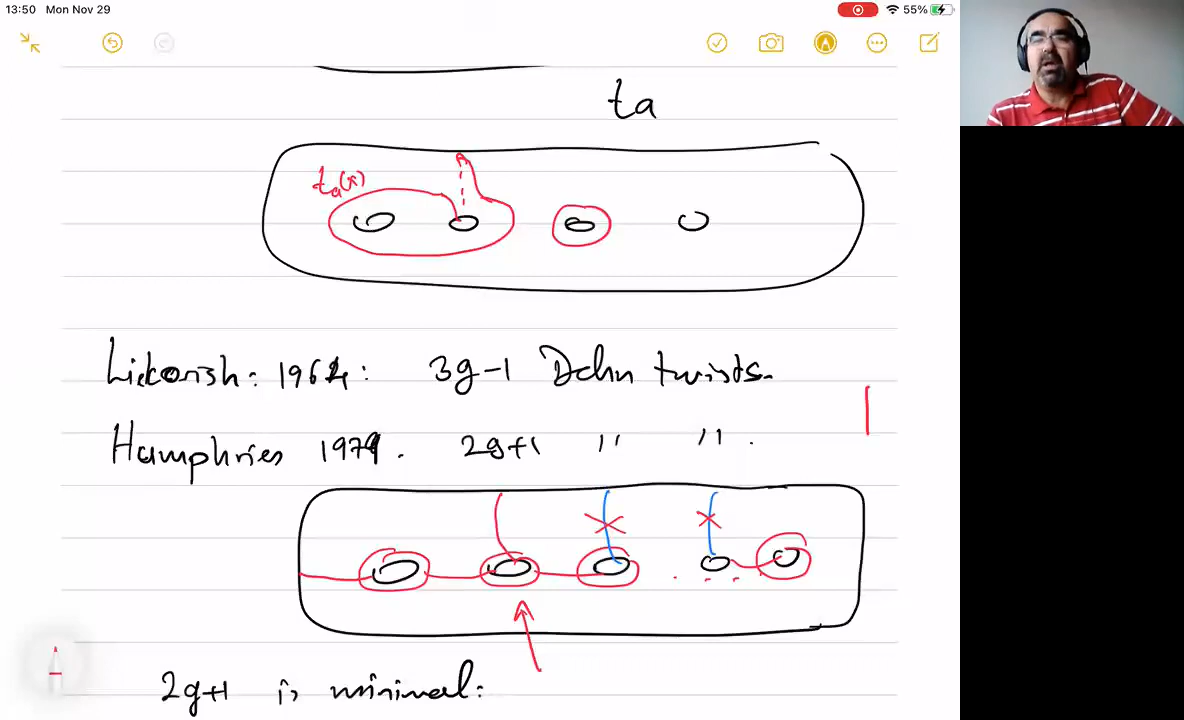 13:50 Mon Nov 29
55%
ta
ta(x)
Lickorish: 1964: 3g-1 Dehn twists.
Humphries 1979. 2g+1 " " .
2g+1 is minimal: